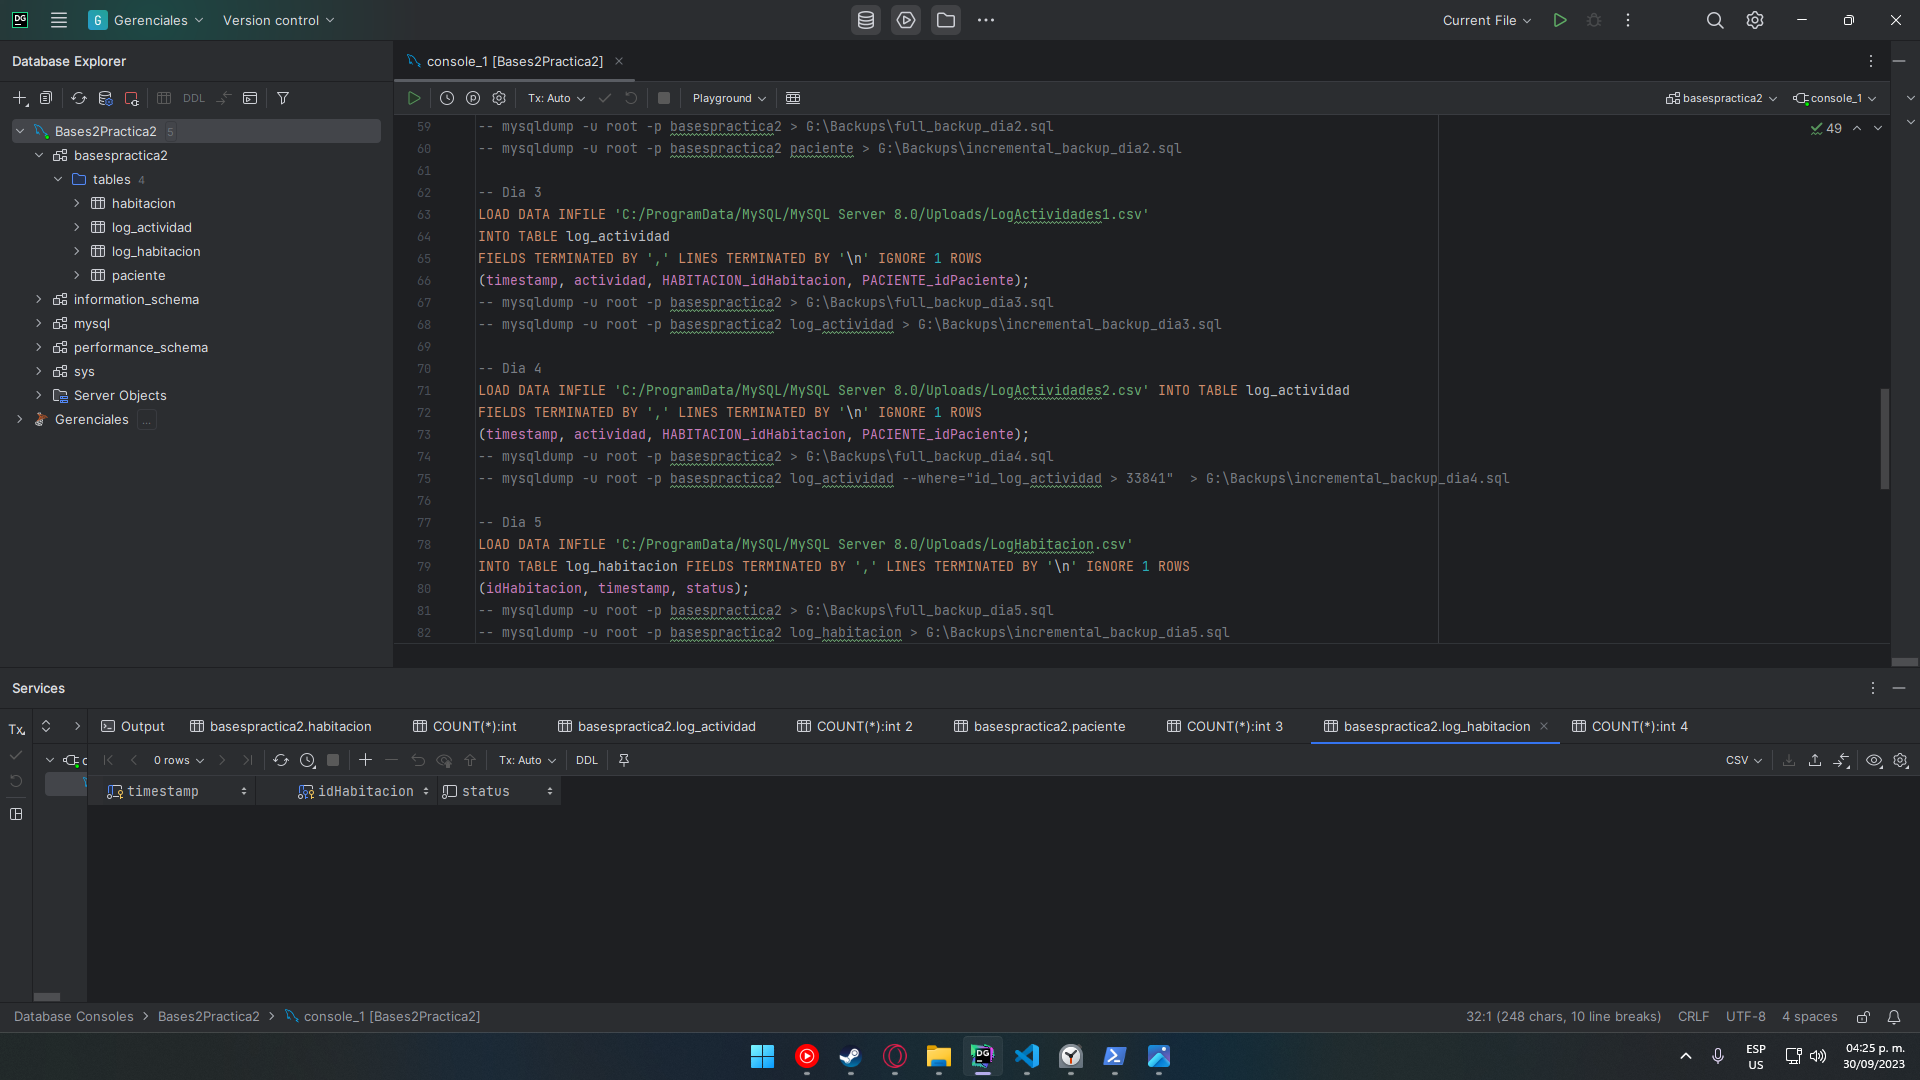 DG
G Gerenciales
Version control
Current File
Database Explorer
console_1 [Bases2Practica2]
DDL
Tx: Auto
Playground
basespractica2
console_1
Bases2Practica2 5
basespractica2
tables 4
habitacion
log_actividad
log_habitacion
paciente
information_schema
mysql
performance_schema
sys
Server Objects
Gerenciales ...
49
59 -- mysqldump -u root -p basespractica2 > G:\Backups\full_backup_dia2.sql
60 -- mysqldump -u root -p basespractica2 paciente > G:\Backups\incremental_backup_dia2.sql
61
62 -- Dia 3
63 LOAD DATA INFILE 'C:/ProgramData/MySQL/MySQL Server 8.0/Uploads/LogActividades1.csv'
64 INTO TABLE log_actividad
65 FIELDS TERMINATED BY ',' LINES TERMINATED BY '\n' IGNORE 1 ROWS
66 (timestamp, actividad, HABITACION_idHabitacion, PACIENTE_idPaciente);
67 -- mysqldump -u root -p basespractica2 > G:\Backups\full_backup_dia3.sql
68 -- mysqldump -u root -p basespractica2 log_actividad > G:\Backups\incremental_backup_dia3.sql
69
70 -- Dia 4
71 LOAD DATA INFILE 'C:/ProgramData/MySQL/MySQL Server 8.0/Uploads/LogActividades2.csv' INTO TABLE log_actividad
72 FIELDS TERMINATED BY ',' LINES TERMINATED BY '\n' IGNORE 1 ROWS
73 (timestamp, actividad, HABITACION_idHabitacion, PACIENTE_idPaciente);
74 -- mysqldump -u root -p basespractica2 > G:\Backups\full_backup_dia4.sql
75 -- mysqldump -u root -p basespractica2 log_actividad --where="id_log_actividad > 33841"  > G:\Backups\incremental_backup_dia4.sql
76
77 -- Dia 5
78 LOAD DATA INFILE 'C:/ProgramData/MySQL/MySQL Server 8.0/Uploads/LogHabitacion.csv'
79 INTO TABLE log_habitacion FIELDS TERMINATED BY ',' LINES TERMINATED BY '\n' IGNORE 1 ROWS
80 (idHabitacion, timestamp, status);
81 -- mysqldump -u root -p basespractica2 > G:\Backups\full_backup_dia5.sql
82 -- mysqldump -u root -p basespractica2 log_habitacion > G:\Backups\incremental_backup_dia5.sql
Services
Tx
Output
basespractica2.habitacion
COUNT(*):int
basespractica2.log_actividad
COUNT(*):int 2
basespractica2.paciente
COUNT(*):int 3
basespractica2.log_habitacion
COUNT(*):int 4
0 rows
Tx: Auto
DDL
CSV
timestamp
idHabitacion
status
Database Consoles > Bases2Practica2 > console_1 [Bases2Practica2]
32:1 (248 chars, 10 line breaks)
CRLF
UTF-8
4 spaces
DG
ESP
US
04:25 p. m.
30/09/2023